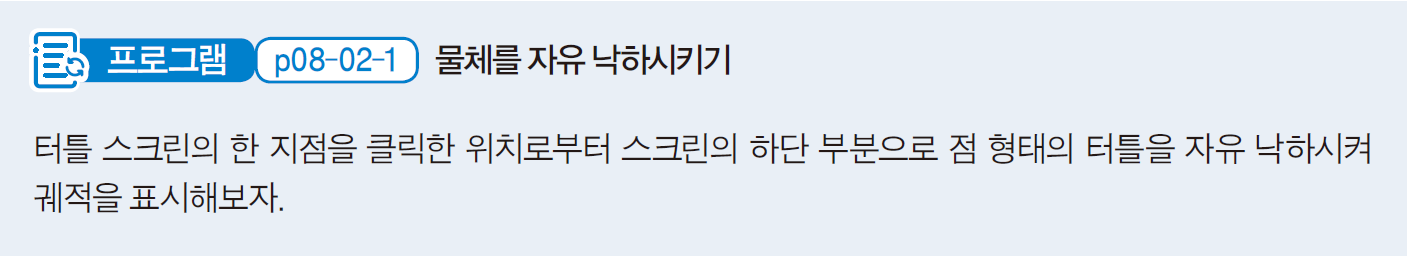 프로그램 p08-02-1 물체를 자유 낙하시키기
터틀 스크린의 한 지점을 클릭한 위치로부터 스크린의 하단 부분으로 점 형태의 터틀을 자유 낙하시켜
궤적을 표시해보자.